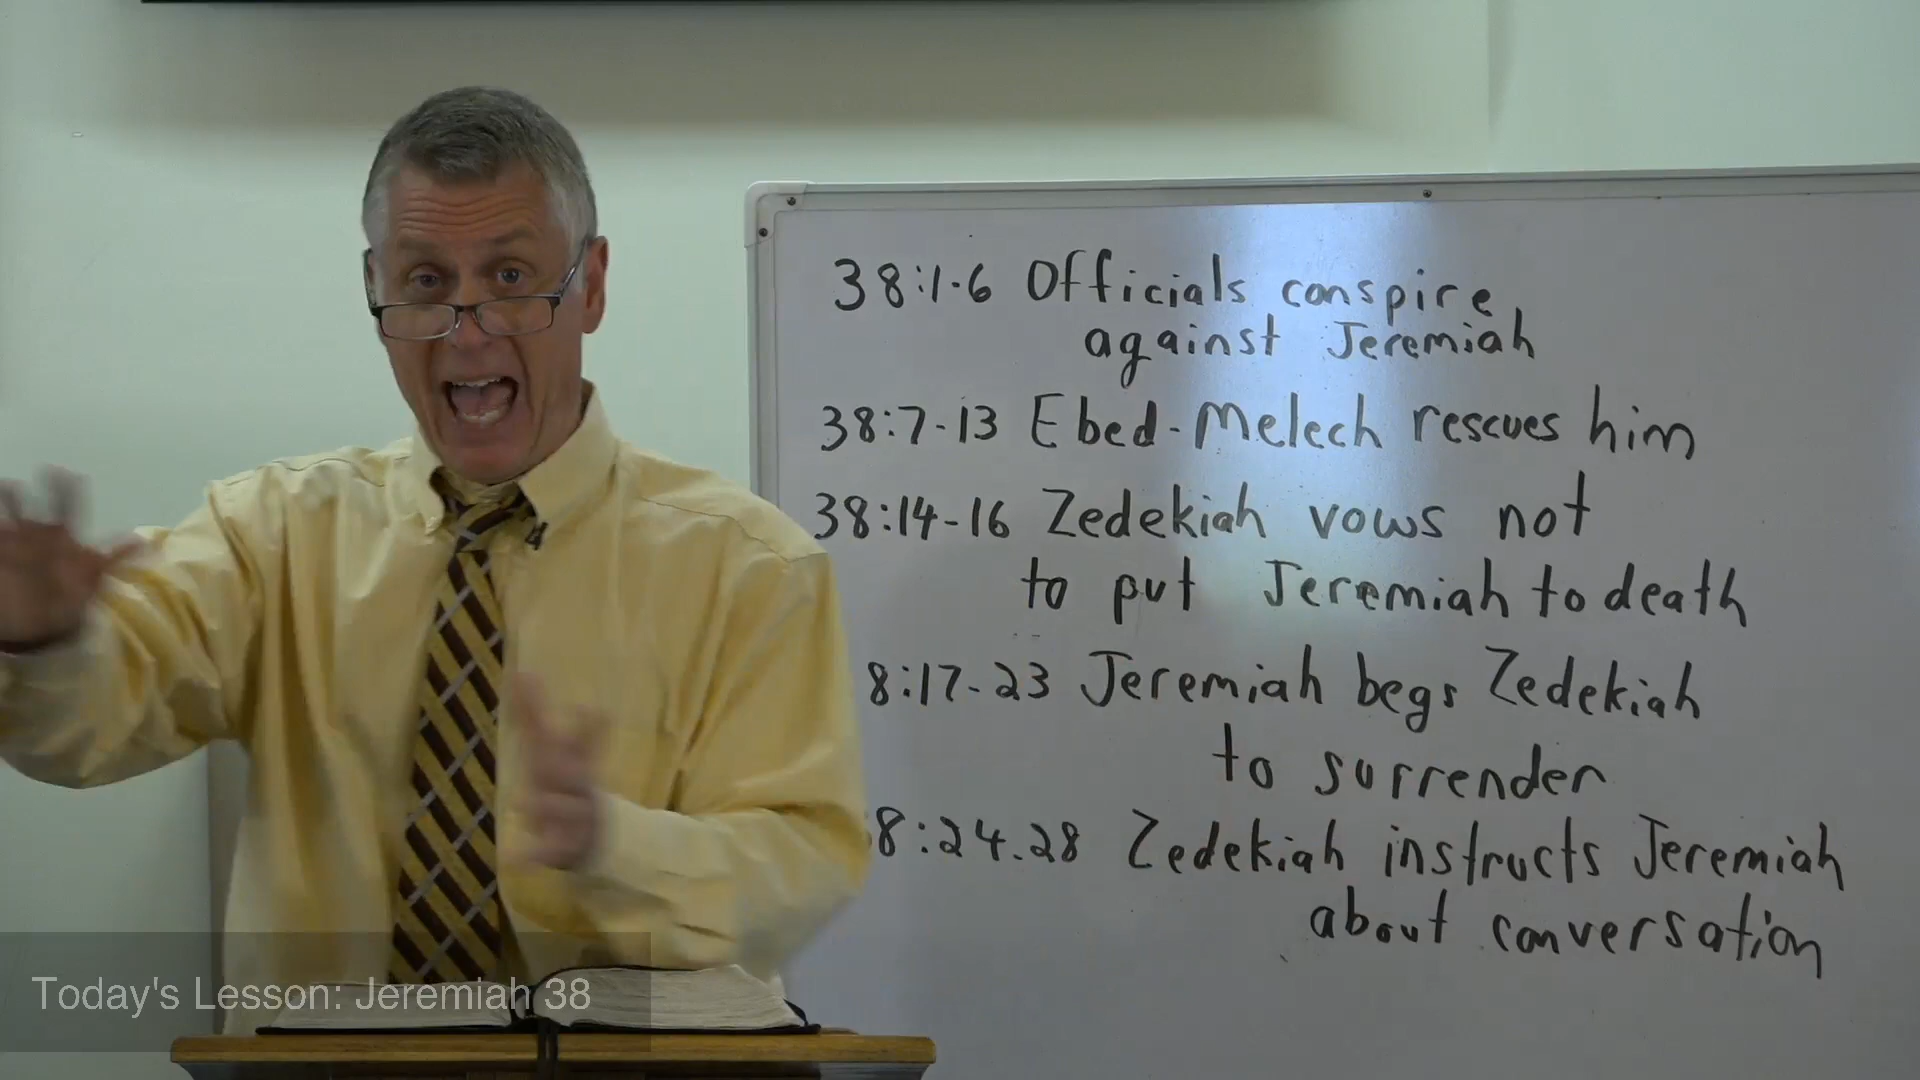 38:1-6 Officials conspire
against Jeremiah
38:7-13 Ebed-Melech rescues him
38:14-16 Zedekiah vows not
to put Jeremiah to death
8:17-23 Jeremiah begs Zedekiah
to surrender
8:24-28 Zedekiah instructs Jeremiah
about conversation
Today's Lesson: Jeremiah 38